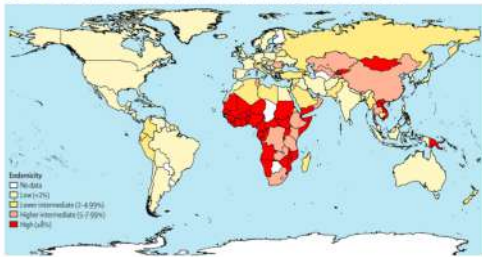 Endemicity
No data
Low (<2%)
Lower intermediate (2–4·99%)
Higher intermediate (5–7·99%)
High (≥8%)